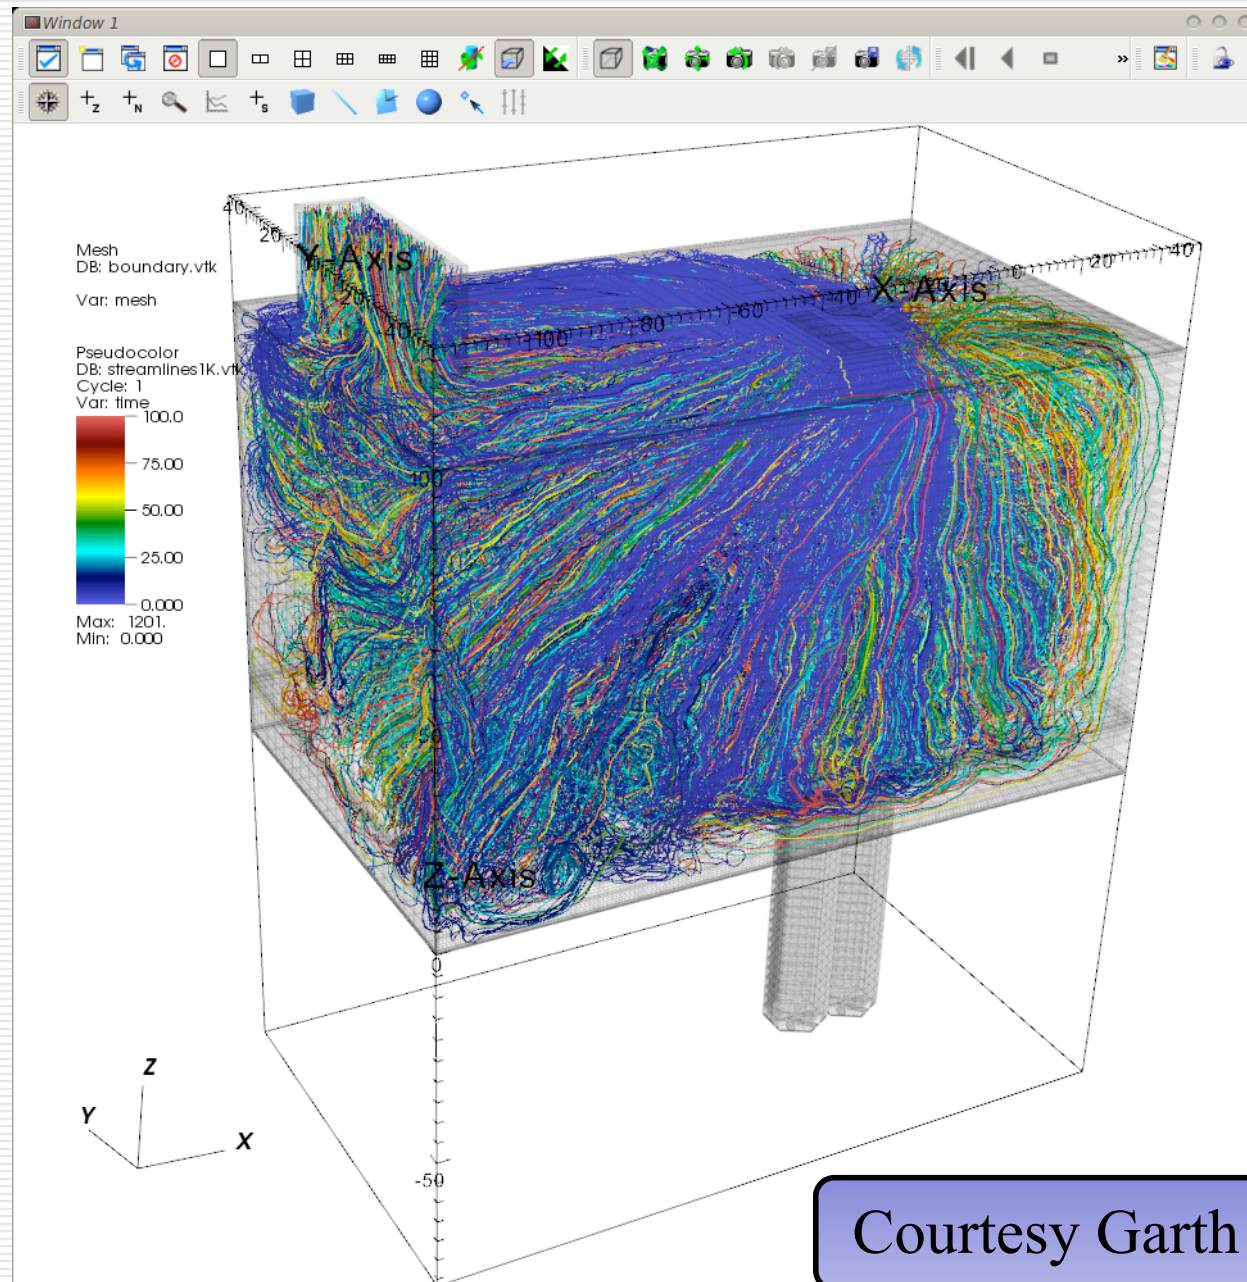 Window 1
Mesh
DB: boundary.vtk
Var: mesh
Pseudocolor
DB: streamlines1K.vtk
Cycle: 1
Var: time
100.0
75.00
50.00
25.00
0.000
Max: 1201.
Min: 0.000
40
20
Y-Axis
-20
-40
-100
-80
-60
-40
X-Axis
0
20
40
100
50
Z-Axis
0
-50
Z
Y
X
Courtesy Garth